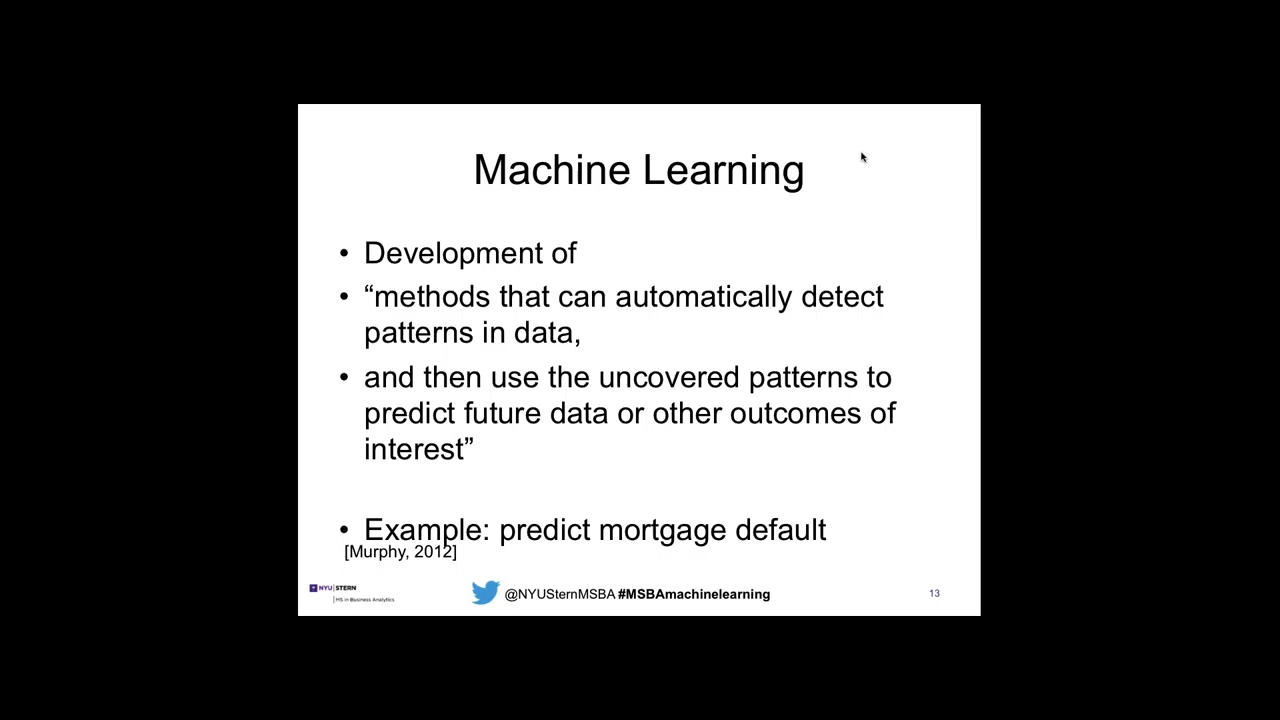 Machine Learning
• Development of
• “methods that can automatically detect
patterns in data,
• and then use the uncovered patterns to
predict future data or other outcomes of
interest”
• Example: predict mortgage default
[Murphy, 2012]
NYU STERN
MS in Business Analytics
@NYUSternMSBA #MSBAmachinelearning
13